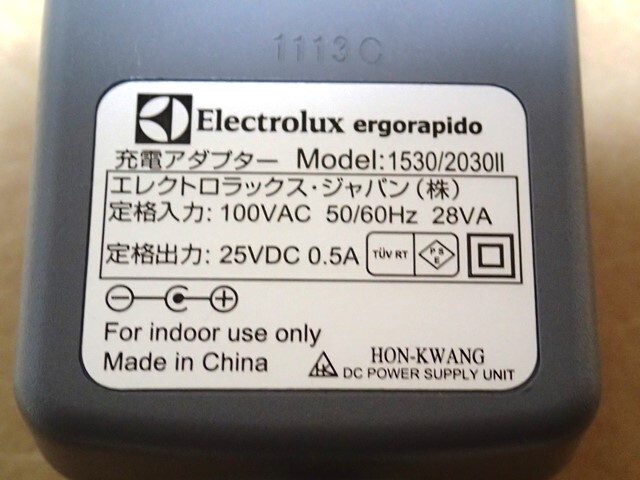 1113C
Electrolux ergorapido
充電アダプター Model:1530/2030II
エレクトロラックス・ジャパン(株)
定格入力: 100VAC 50/60Hz 28VA
定格出力: 25VDC 0.5A TÜV RT PSE
For indoor use only
Made in China
HK HON-KWANG
DC POWER SUPPLY UNIT